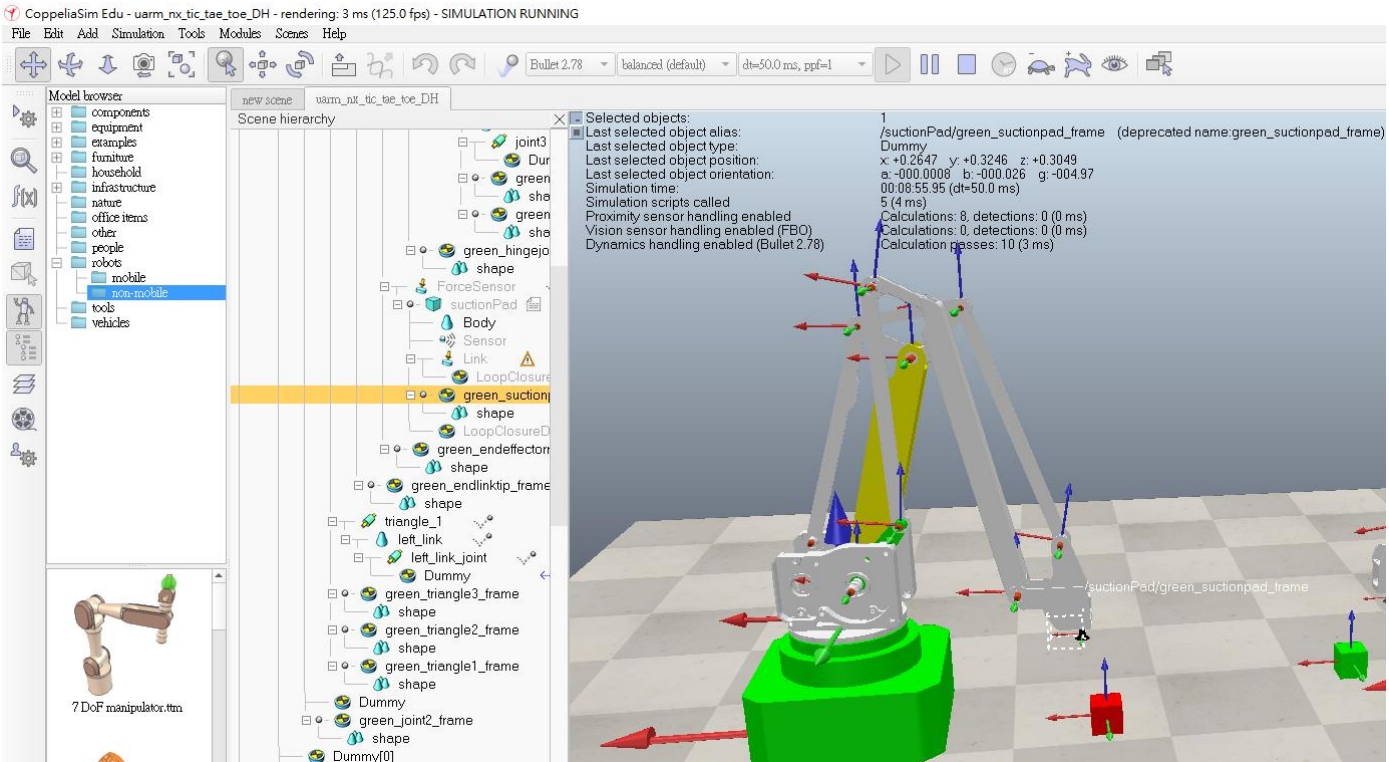 CoppeliaSim Edu - uarm_nx_tic_tae_toe_DH - rendering: 3 ms (125.0 fps) - SIMULATION RUNNING
File Edit Add Simulation Tools Modules Scenes Help
Bullet 2.78 balanced (default) dt=50.0 ms, ppf=1
Model browser
components
equipment
examples
furniture
household
infrastructure
nature
office items
other
people
robots
mobile
non-mobile
tools
vehicles
7 DoF manipulator.ttm
new scene uarm_nx_tic_tae_toe_DH
Scene hierarchy
joint3
Dur
green
sha
green
sha
green_hingejo
shape
ForceSensor
suctionPad
Body
Sensor
Link
LoopClosure
green_suctionp
shape
LoopClosureD
green_endeffectorr
shape
green_endlinktip_frame
shape
triangle_1
left_link
left_link_joint
Dummy
green_triangle3_frame
shape
green_triangle2_frame
shape
green_triangle1_frame
shape
Dummy
green_joint2_frame
shape
Dummy[0]
Selected objects: 1
Last selected object alias: /suctionPad/green_suctionpad_frame (deprecated name:green_suctionpad_frame)
Last selected object type: Dummy
Last selected object position: x: +0.2647 y: +0.3246 z: +0.3049
Last selected object orientation: a: -000.0008 b: -000.026 g: -004.97
Simulation time: 00:08:55.95 (dt=50.0 ms)
Simulation scripts called 5 (4 ms)
Proximity sensor handling enabled Calculations: 8, detections: 0 (0 ms)
Vision sensor handling enabled (FBO) Calculations: 0, detections: 0 (0 ms)
Dynamics handling enabled (Bullet 2.78) Calculation passes: 10 (3 ms)
/suctionPad/green_suctionpad_frame